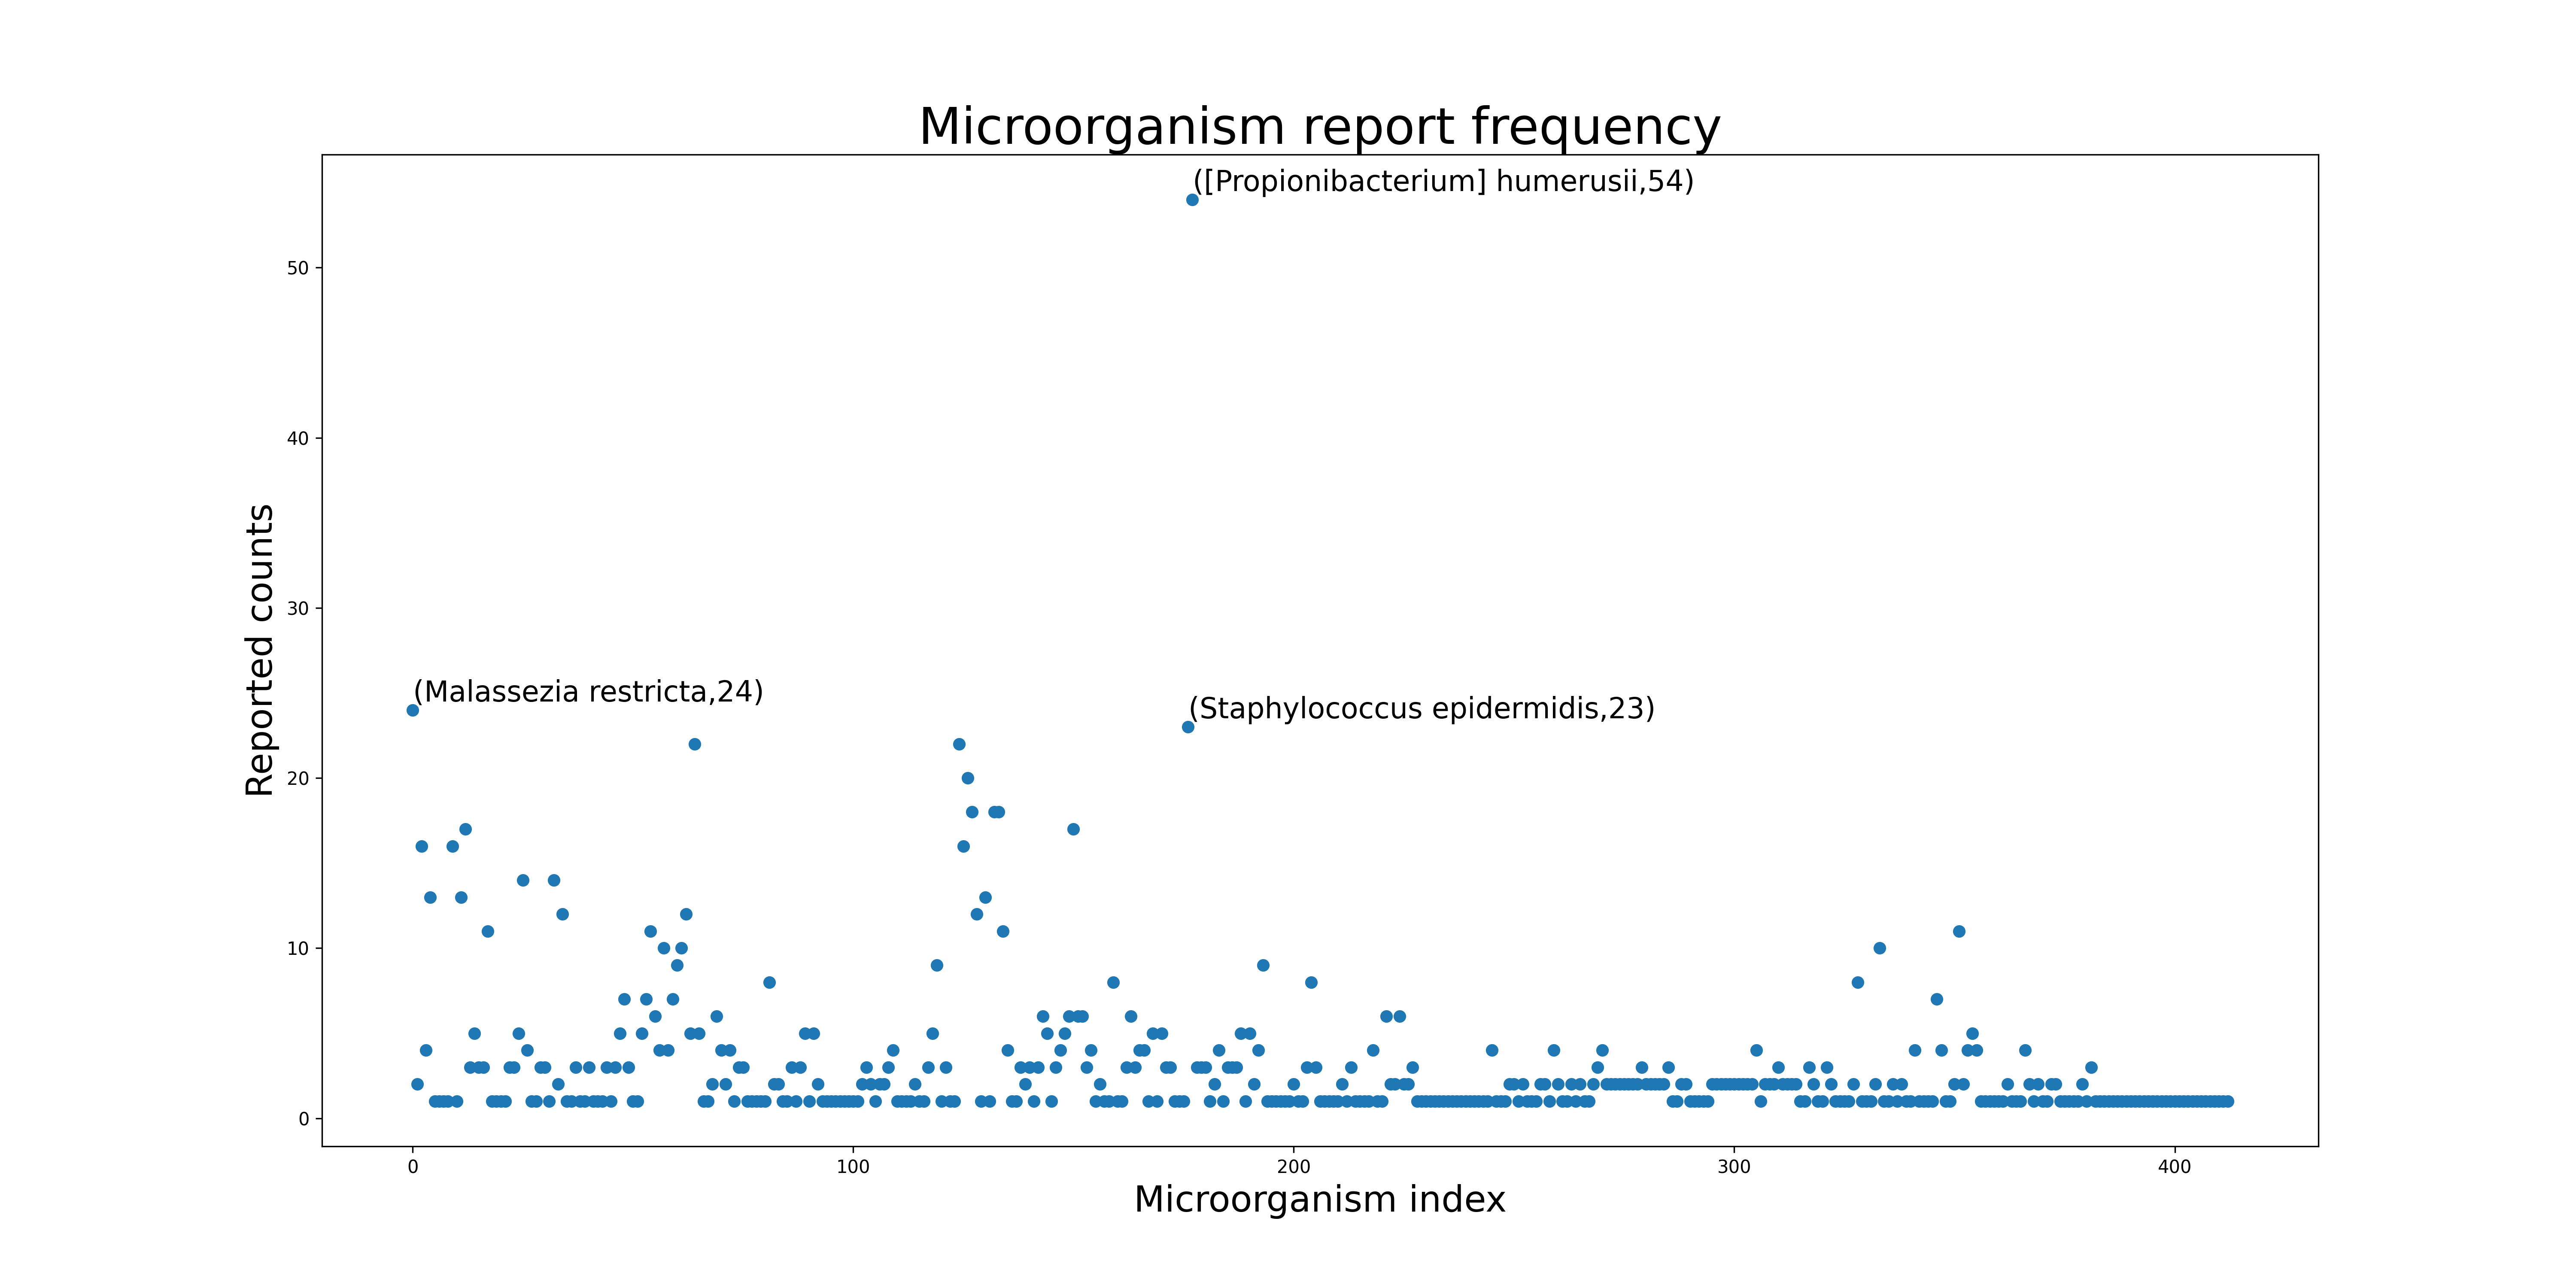 Microorganism report frequency
([Propionibacterium] humerusii,54)
50
40
30
(Malassezia restricta,24)
(Staphylococcus epidermidis,23)
20
10
0
Reported counts
0 100 200 300 400
Microorganism index